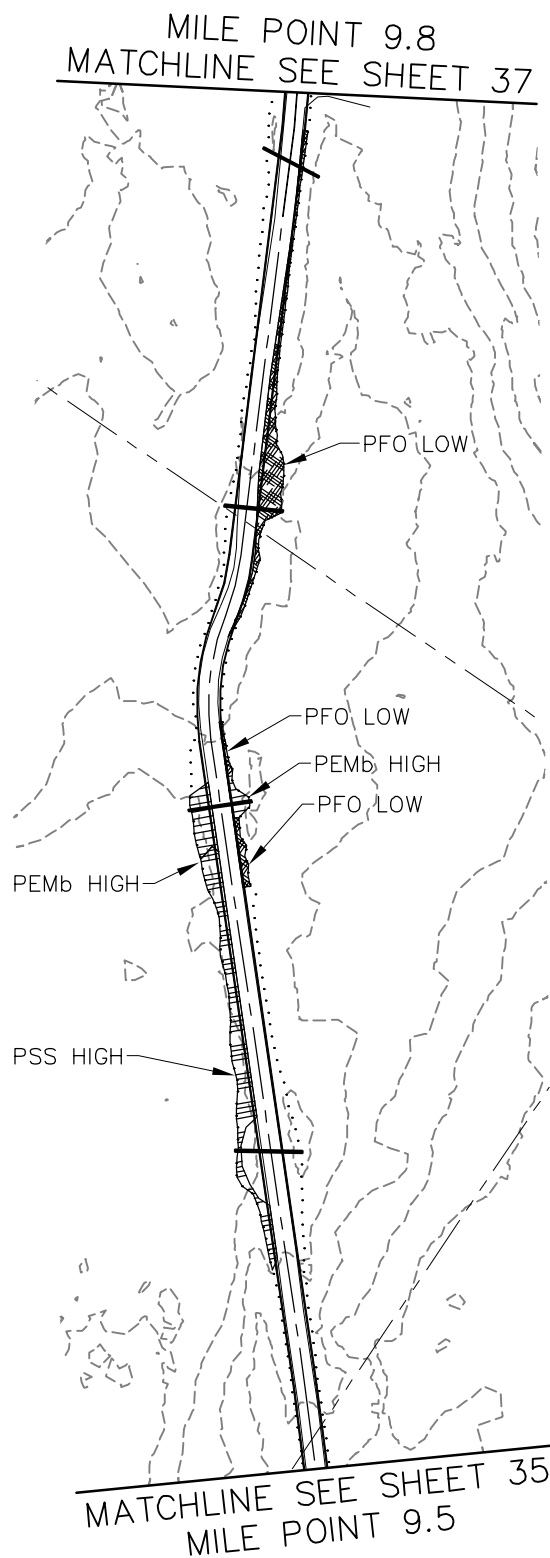 MILE POINT 9.8
MATCHLINE SEE SHEET 37
PFO LOW
PFO LOW
PEMb HIGH
PFO LOW
PEMb HIGH
PSS HIGH
MATCHLINE SEE SHEET 35
MILE POINT 9.5